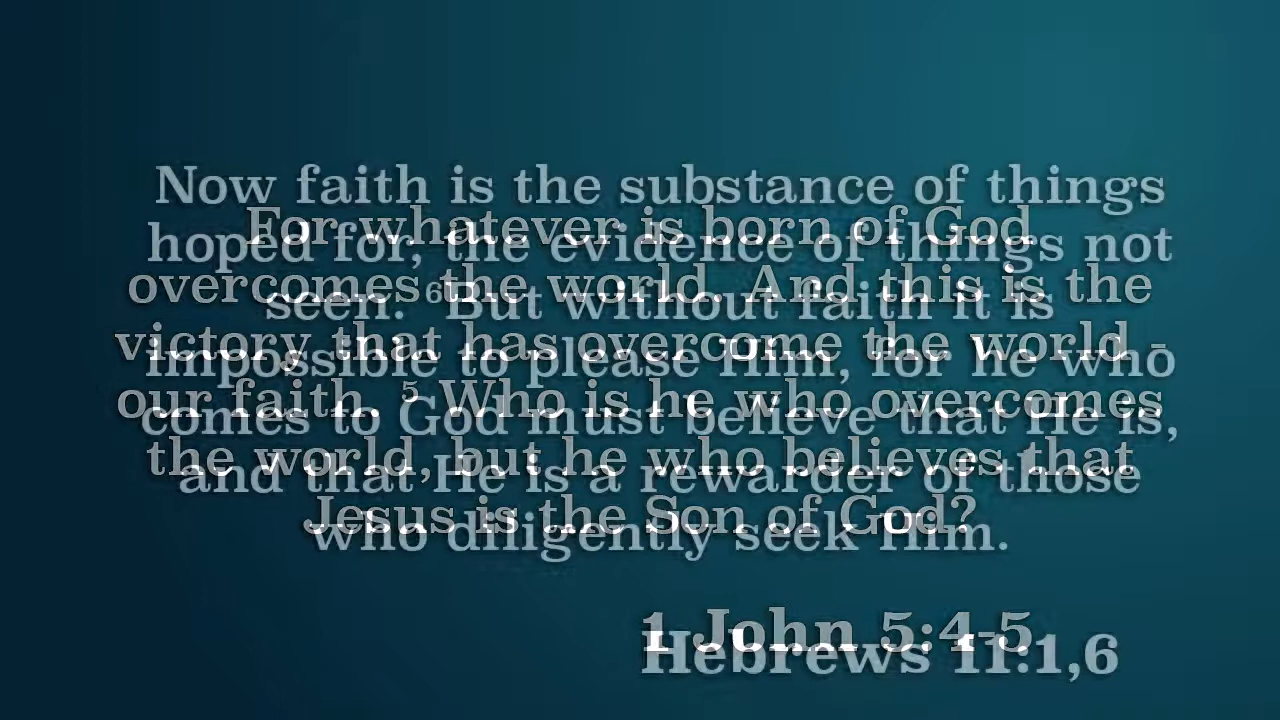 Now faith is the substance of things
hoped for, the evidence of things not
seen. ⁶ But without faith it is
impossible to please Him, for he who
comes to God must believe that He is,
and that He is a rewarder of those
who diligently seek Him.
Hebrews 11:1,6
For whatever is born of God
overcomes the world. And this is the
victory that has overcome the world -
our faith. ⁵ Who is he who overcomes
the world, but he who believes that
Jesus is the Son of God?
1 John 5:4-5